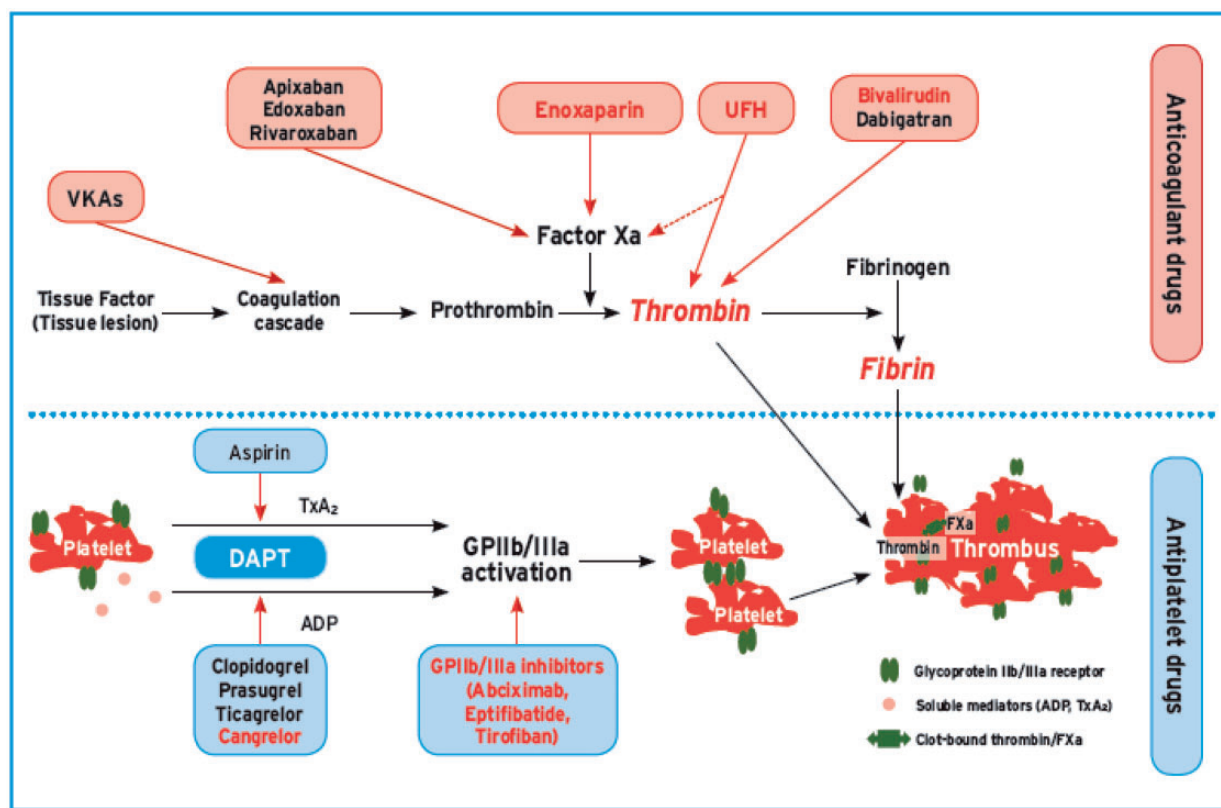 Apixaban
Edoxaban
Rivaroxaban
Enoxaparin
UFH
Bivalirudin
Dabigatran
Anticoagulant drugs
VKAs
Factor Xa
Fibrinogen
Tissue Factor
(Tissue lesion)
Coagulation
cascade
Prothrombin
Thrombin
Fibrin
Aspirin
TxA₂
Platelet
DAPT
GPIIb/IIIa
activation
ADP
Platelet
Platelet
FXa
Thrombin
Thrombus
Antiplatelet drugs
Clopidogrel
Prasugrel
Ticagrelor
Cangrelor
GPIIb/IIIa inhibitors
(Abciximab,
Eptifibatide,
Tirofiban)
Glycoprotein IIb/IIIa receptor
Soluble mediators (ADP, TxA₂)
Clot-bound thrombin/FXa